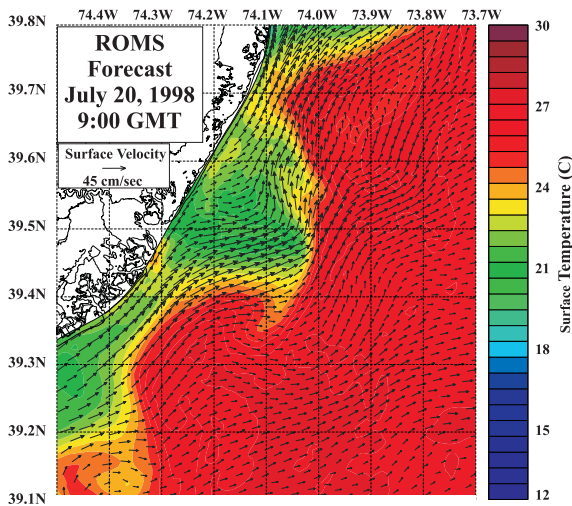 74.4W 74.3W 74.2W 74.1W 74.0W 73.9W 73.8W 73.7W
39.8N
39.7N
39.6N
39.5N
39.4N
39.3N
39.2N
39.1N
ROMS
Forecast
July 20, 1998
9:00 GMT
Surface Velocity
45 cm/sec
30
27
24
21
18
15
12
Surface Temperature (C)